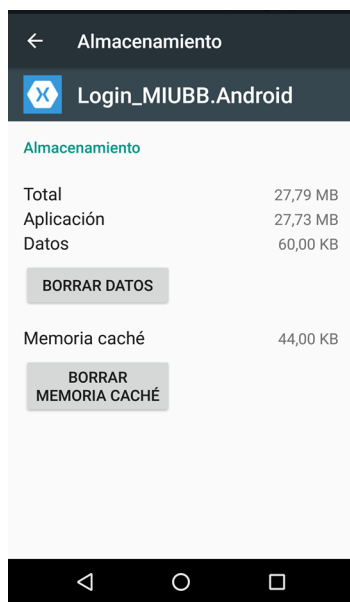 Almacenamiento
Login_MIUBB.Android
Almacenamiento
Total 27,79 MB
Aplicación 27,73 MB
Datos 60,00 KB
BORRAR DATOS
Memoria caché 44,00 KB
BORRAR
MEMORIA CACHÉ